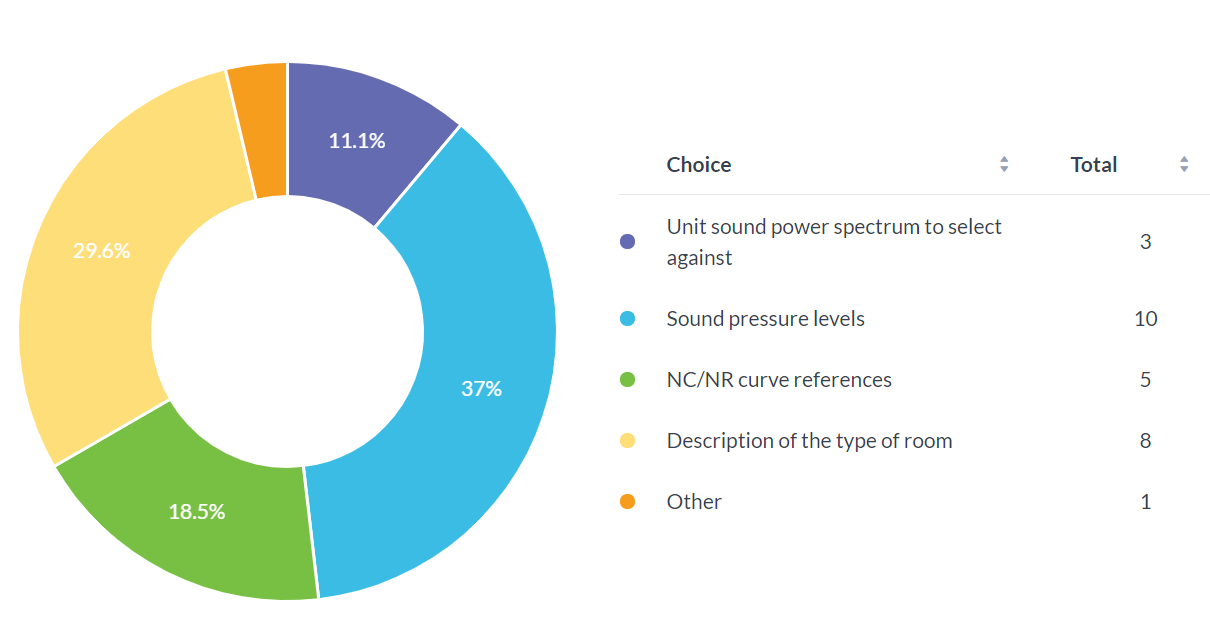 11.1%
29.6%
37%
18.5%
Choice Total
Unit sound power spectrum to select
against
3
Sound pressure levels 10
NC/NR curve references 5
Description of the type of room 8
Other 1